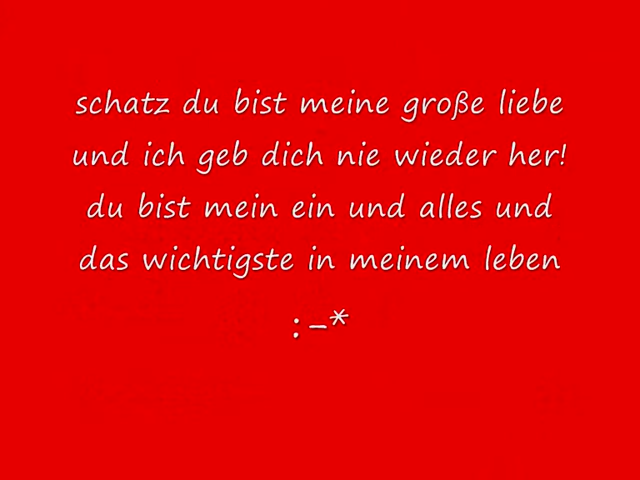 schatz du bist meine große liebe
und ich geb dich nie wieder her!
du bist mein ein und alles und
das wichtigste in meinem leben
:-*